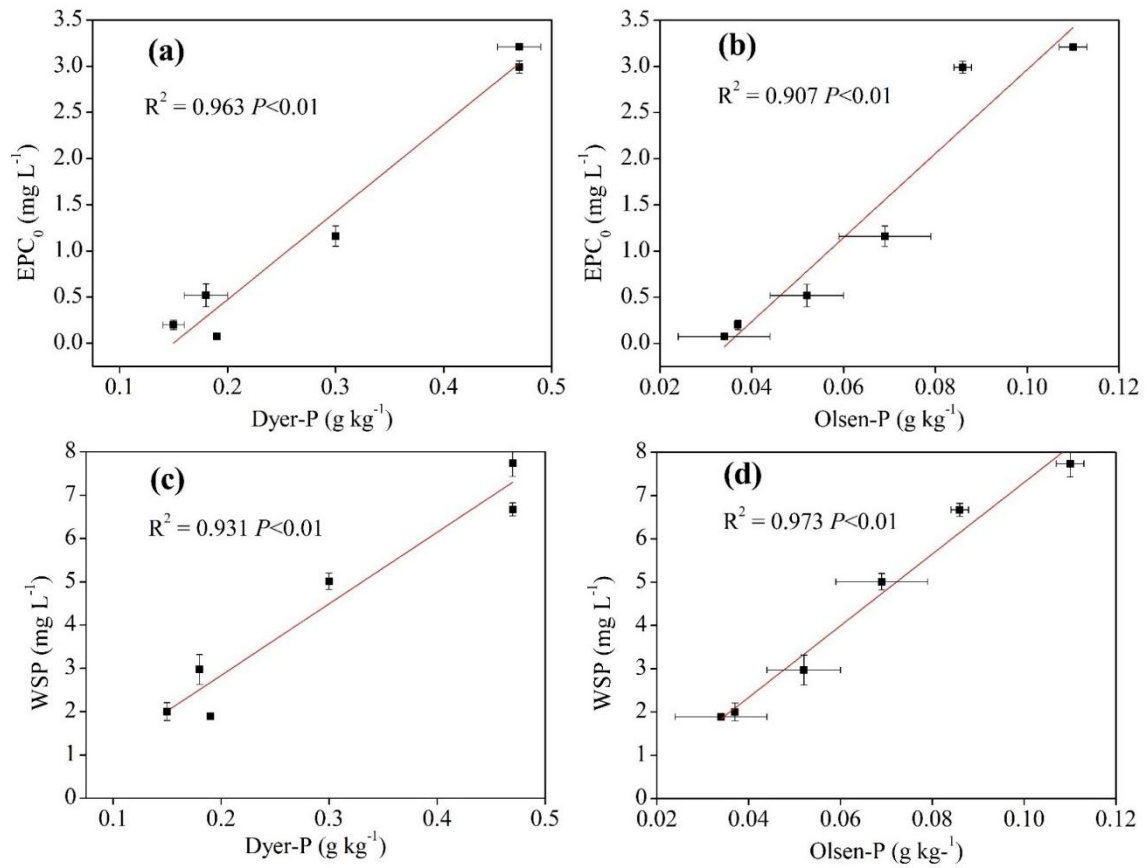 (a)
R² = 0.963 P<0.01
EPC₀ (mg L⁻¹)
3.5
3.0
2.5
2.0
1.5
1.0
0.5
0.0
0.1 0.2 0.3 0.4 0.5
Dyer-P (g kg⁻¹)
(b)
R² = 0.907 P<0.01
EPC₀ (mg L⁻¹)
3.5
3.0
2.5
2.0
1.5
1.0
0.5
0.0
0.02 0.04 0.06 0.08 0.10 0.12
Olsen-P (g kg⁻¹)
(c)
R² = 0.931 P<0.01
WSP (mg L⁻¹)
8
7
6
5
4
3
2
1
0
0.1 0.2 0.3 0.4 0.5
Dyer-P (g kg⁻¹)
(d)
R² = 0.973 P<0.01
WSP (mg L⁻¹)
8
7
6
5
4
3
2
1
0
0.02 0.04 0.06 0.08 0.10 0.12
Olsen-P (g kg-¹)